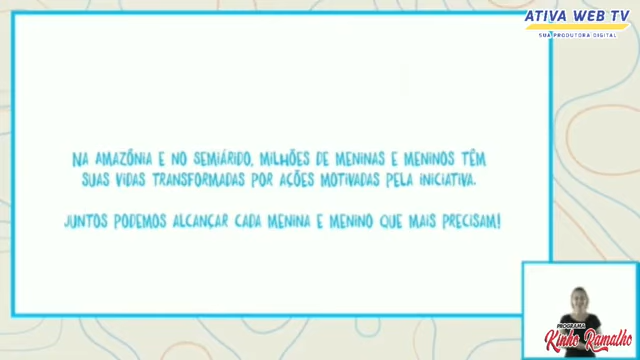 ATIVA WEB TV
SUA PRODUTORA DIGITAL
NA AMAZÔNIA E NO SEMIÁRIDO, MILHÕES DE MENINAS E MENINOS TÊM
SUAS VIDAS TRANSFORMADAS POR AÇÕES MOTIVADAS PELA INICIATIVA.
JUNTOS PODEMOS ALCANÇAR CADA MENINA E MENINO QUE MAIS PRECISAM!
PROGRAMA
Kinho Ramalho